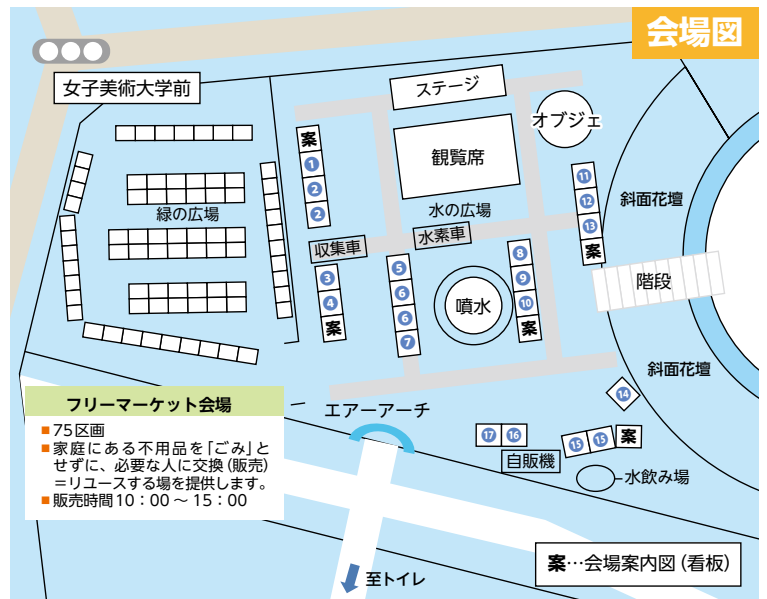 会場図
女子美術大学前
ステージ
オブジェ
案
1
2
2
観覧席
11
12
13
案
斜面花壇
緑の広場
水の広場
収集車
水素車
3
4
案
5
6
6
7
噴水
8
9
10
案
階段
斜面花壇
14
フリーマーケット会場
■75区画
■家庭にある不用品を「ごみ」と
せずに、必要な人に交換（販売）
＝リユースする場を提供します。
■販売時間10：00～15：00
エアーアーチ
17
16
15
15
案
自販機
水飲み場
案…会場案内図（看板）
至トイレ